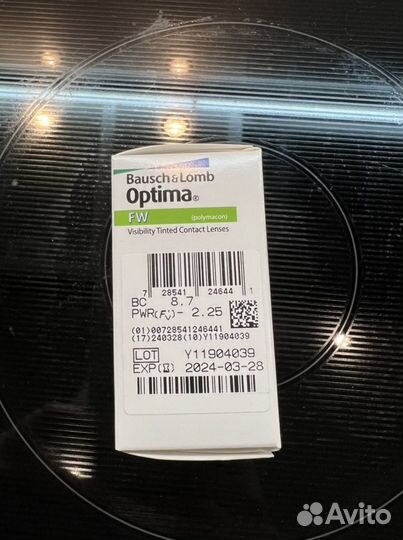 Bausch & Lomb
Optima®
FW (polymacon)
Visibility Tinted Contact Lenses
7 28541 24644 1
BC 8.7
PWR(F'v)- 2.25
(01)00728541246441
(17)240328(10)Y11904039
LOT Y11904039
EXP 2024-03-28
Avito